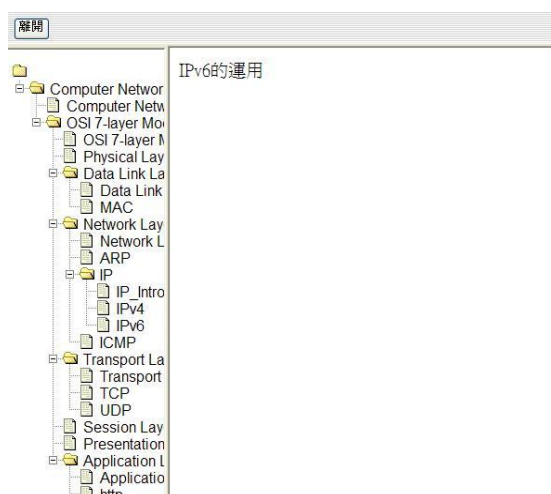 離開
IPv6的運用
Computer Networ
Computer Netw
OSI 7-layer Mo
OSI 7-layer M
Physical Lay
Data Link La
Data Link
MAC
Network Lay
Network L
ARP
IP
IP_Intro
IPv4
IPv6
ICMP
Transport La
Transport
TCP
UDP
Session Lay
Presentation
Application L
Applicatio
http